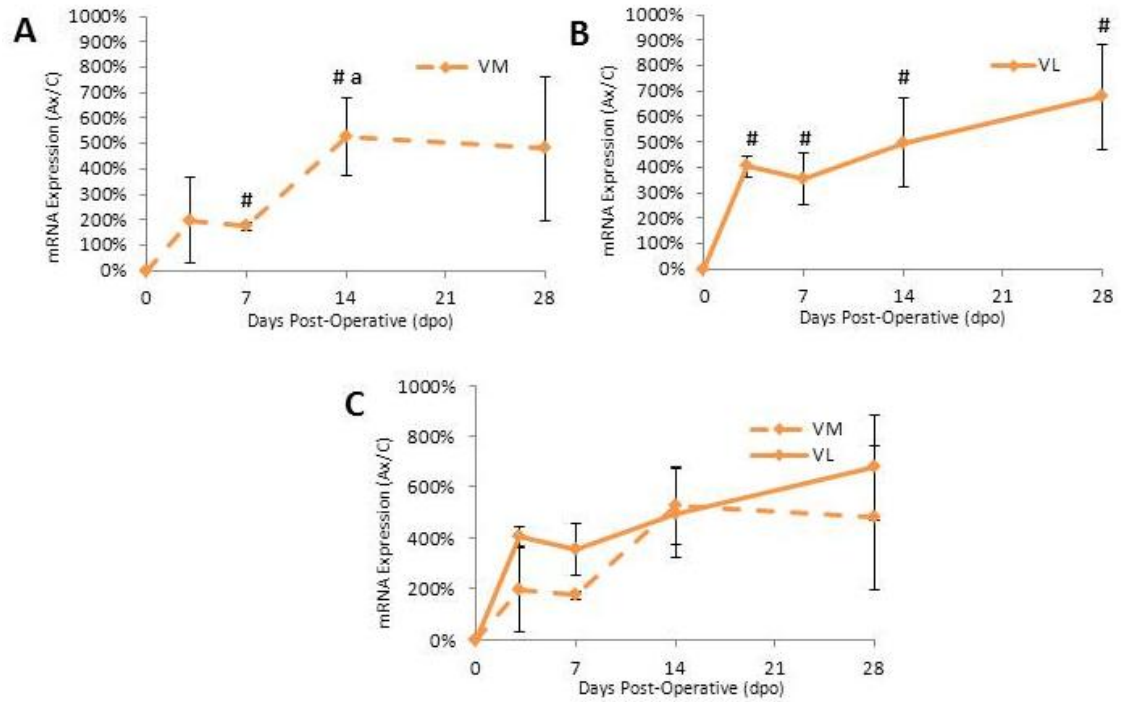 A
mRNA Expression (Ax/C)
1000%
900%
800%
700%
600%
500%
400%
300%
200%
100%
0%
VM
# a
#
0 7 14 21 28
Days Post-Operative (dpo)
B
mRNA Expression (Ax/C)
1000%
900%
800%
700%
600%
500%
400%
300%
200%
100%
0%
#
VL
#
# #
0 7 14 21 28
Days Post-Operative (dpo)
C
mRNA Expression (Ax/C)
1000%
800%
600%
400%
200%
0%
VM
VL
0 7 14 21 28
Days Post-Operative (dpo)